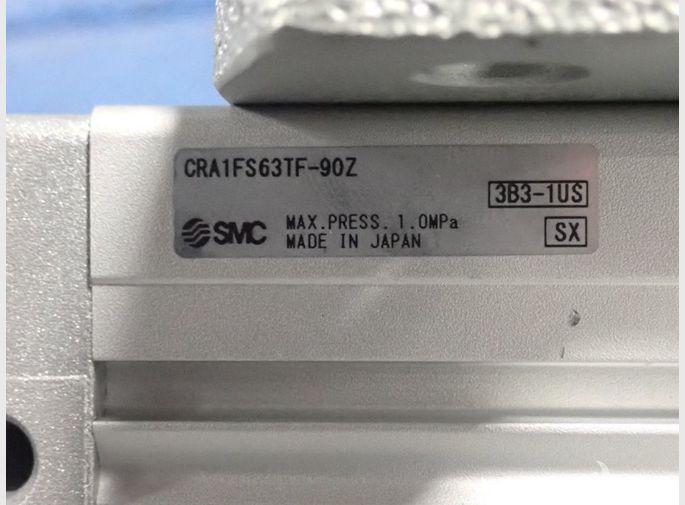 CRA1FS63TF-90Z
3B3-1US
SMC MAX.PRESS. 1.0MPa
MADE IN JAPAN
SX